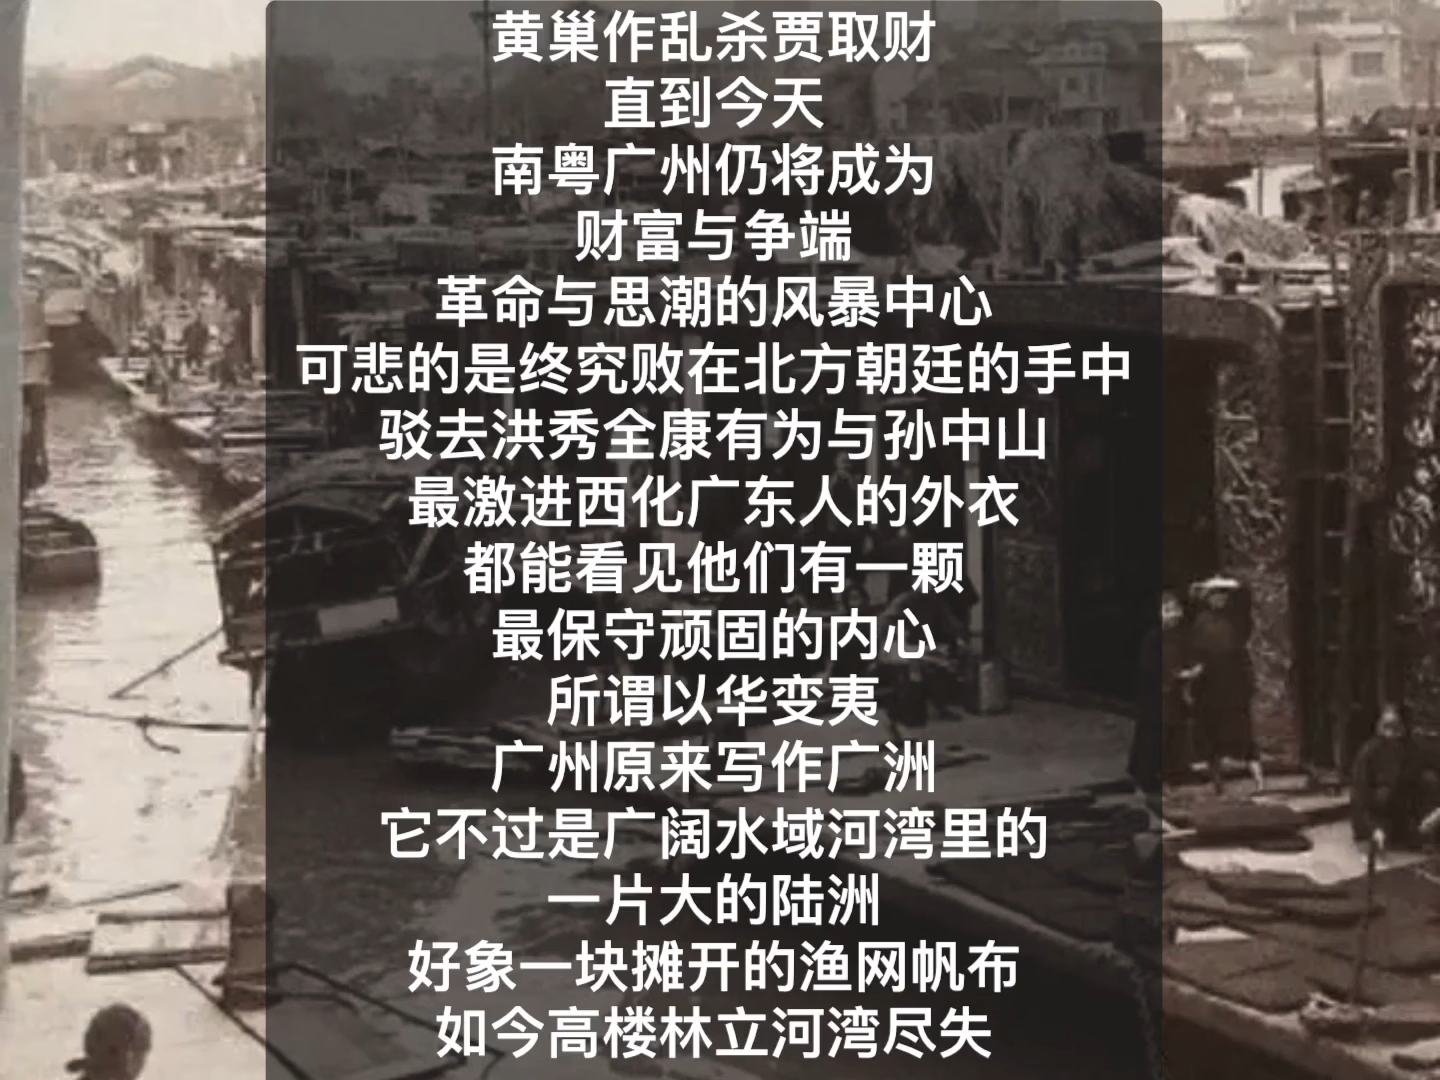 黄巢作乱杀贾取财
直到今天
南粤广州仍将成为
财富与争端
革命与思潮的风暴中心
可悲的是终究败在北方朝廷的手中
驳去洪秀全康有为与孙中山
最激进西化广东人的外衣
都能看见他们有一颗
最保守顽固的内心
所谓以华变夷
广州原来写作广洲
它不过是广阔水域河湾里的
一片大的陆洲
好象一块摊开的渔网帆布
如今高楼林立河湾尽失